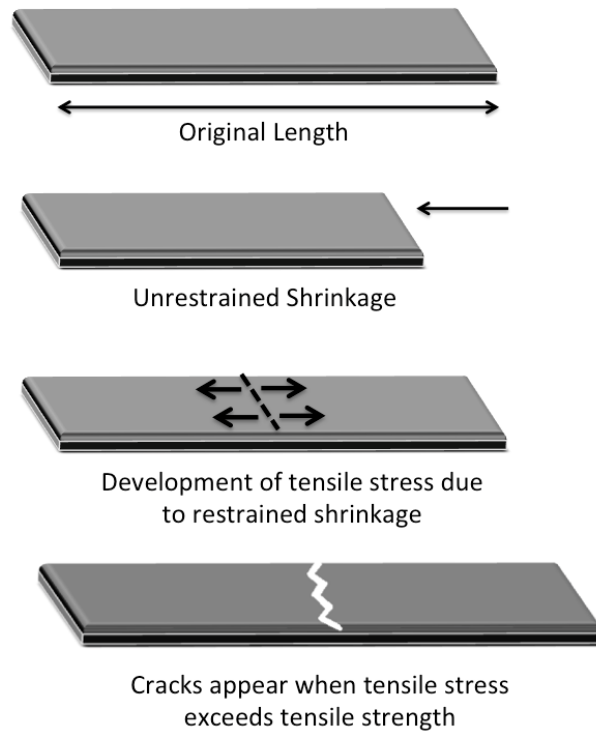 Original Length
Unrestrained Shrinkage
Development of tensile stress due
to restrained shrinkage
Cracks appear when tensile stress
exceeds tensile strength